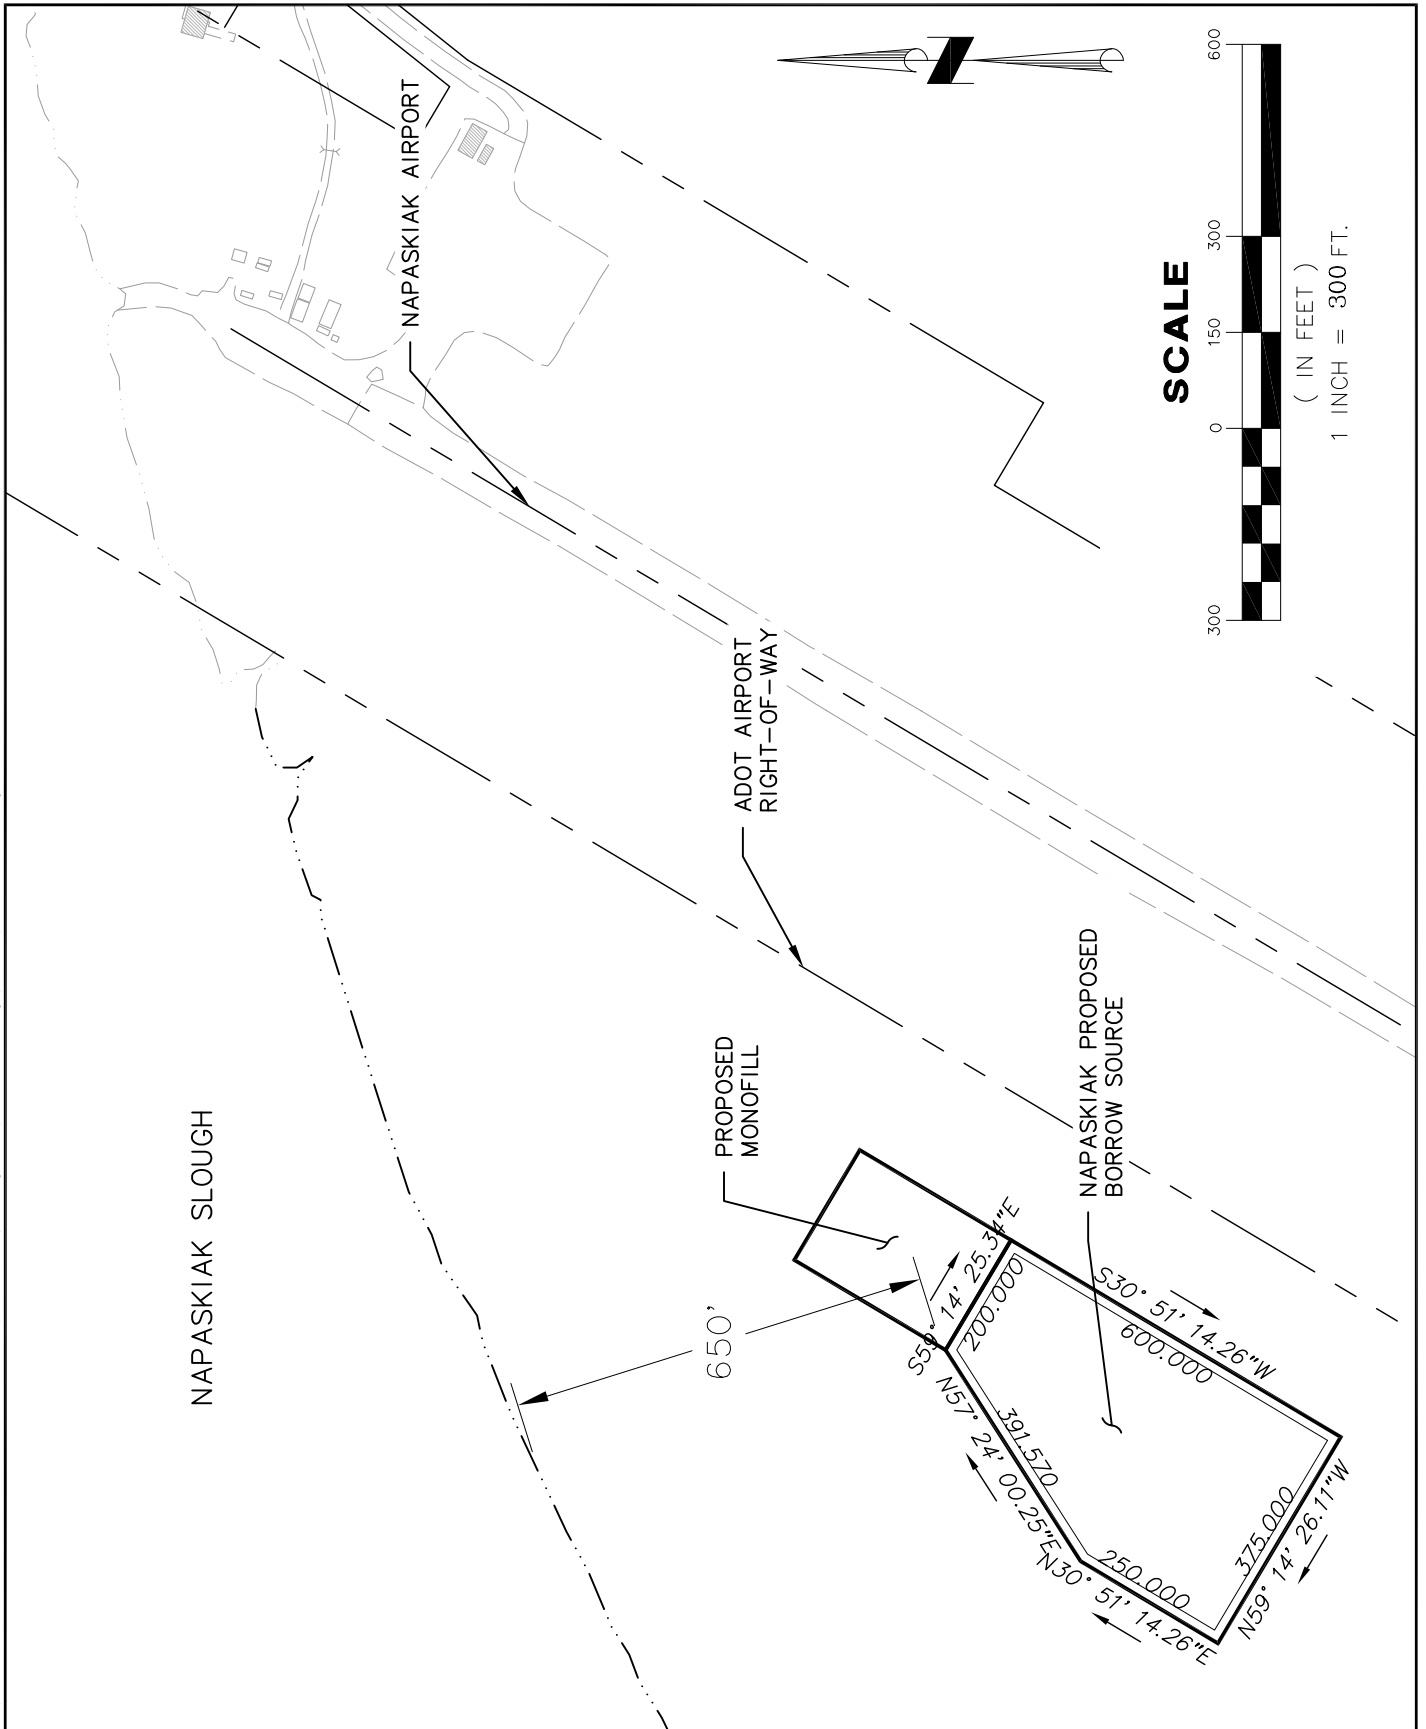 NAPASKIAK SLOUGH
NAPASKIAK AIRPORT
ADOT AIRPORT
RIGHT-OF-WAY
PROPOSED
MONOFILL
650'
NAPASKIAK PROPOSED
BORROW SOURCE
S59° 14' 25.34"E
200.000
S30° 51' 14.26"W
600.000
N59° 14' 26.11"W
375.000
N30° 51' 14.26"E
250.000
N57° 24' 00.25"E
391.570
SCALE
300 0 150 300 600
( IN FEET )
1 INCH = 300 FT.